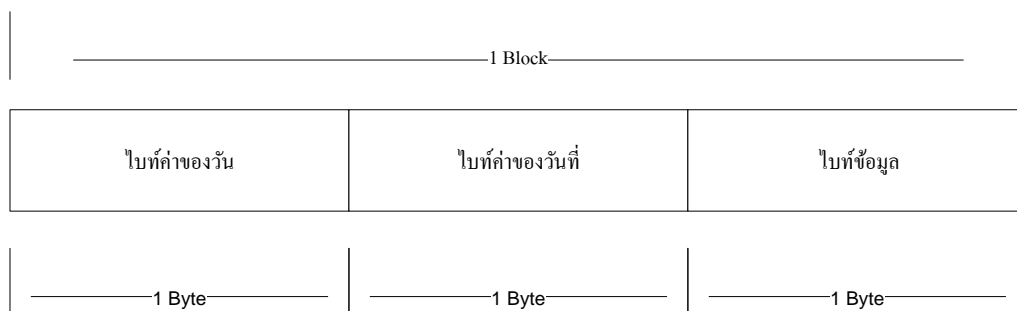 1 Block
ไบท์ค่าของวัน ไบท์ค่าของวันที่ ไบท์ข้อมูล
1 Byte 1 Byte 1 Byte